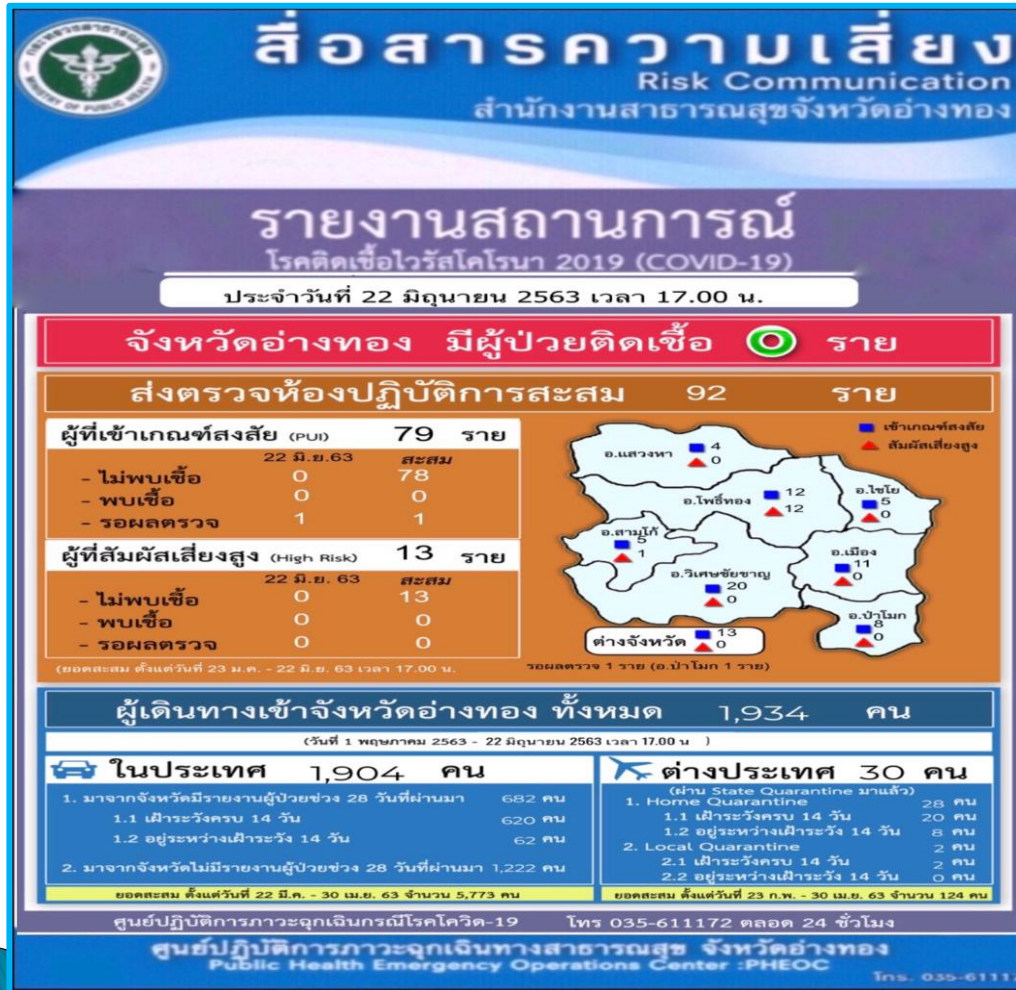 กระทรวงสาธารณสุข
MINISTRY OF PUBLIC HEALTH
สื่อสารความเสี่ยง
Risk Communication
สำนักงานสาธารณสุขจังหวัดอ่างทอง
รายงานสถานการณ์
โรคติดเชื้อไวรัสโคโรนา 2019 (COVID-19)
ประจำวันที่ 22 มิถุนายน 2563 เวลา 17.00 น.
จังหวัดอ่างทอง มีผู้ป่วยติดเชื้อ 0 ราย
ส่งตรวจห้องปฏิบัติการสะสม 92 ราย
ผู้ที่เข้าเกณฑ์สงสัย (PUI) 79 ราย
22 มิ.ย.63 สะสม
- ไม่พบเชื้อ 0 78
- พบเชื้อ 0 0
- รอผลตรวจ 1 1
ผู้ที่สัมผัสเสี่ยงสูง (High Risk) 13 ราย
22 มิ.ย. 63 สะสม
- ไม่พบเชื้อ 0 13
- พบเชื้อ 0 0
- รอผลตรวจ 0 0
(ยอดสะสม ตั้งแต่วันที่ 23 ม.ค. - 22 มิ.ย. 63 เวลา 17.00 น.
เข้าเกณฑ์สงสัย
สัมผัสเสี่ยงสูง
อ.แสวงหา 4
0
อ.โพธิ์ทอง 12
12
อ.ไชโย
5
0
อ.สามโก้
5
1
อ.เมือง
11
0
อ.วิเศษชัยชาญ
20
0
อ.ป่าโมก
8
0
ต่างจังหวัด 13
0
รอผลตรวจ 1 ราย (อ.ป่าโมก 1 ราย)
ผู้เดินทางเข้าจังหวัดอ่างทอง ทั้งหมด 1,934 คน
(วันที่ 1 พฤษภาคม 2563 - 22 มิถุนายน 2563 เวลา 17.00 น )
ในประเทศ 1,904 คน
1. มาจากจังหวัดมีรายงานผู้ป่วยช่วง 28 วันที่ผ่านมา 682 คน
1.1 เฝ้าระวังครบ 14 วัน 620 คน
1.2 อยู่ระหว่างเฝ้าระวัง 14 วัน 62 คน
2. มาจากจังหวัดไม่มีรายงานผู้ป่วยช่วง 28 วันที่ผ่านมา 1,222 คน
ยอดสะสม ตั้งแต่วันที่ 22 มี.ค. - 30 เม.ย. 63 จำนวน 5,773 คน
ต่างประเทศ 30 คน
(ผ่าน State Quarantine มาแล้ว)
1. Home Quarantine 28 คน
1.1 เฝ้าระวังครบ 14 วัน 20 คน
1.2 อยู่ระหว่างเฝ้าระวัง 14 วัน 8 คน
2. Local Quarantine 2 คน
2.1 เฝ้าระวังครบ 14 วัน 2 คน
2.2 อยู่ระหว่างเฝ้าระวัง 14 วัน 0 คน
ยอดสะสม ตั้งแต่วันที่ 23 ก.พ. - 30 เม.ย. 63 จำนวน 124 คน
ศูนย์ปฏิบัติการภาวะฉุกเฉินกรณีโรคโควิด-19 โทร 035-611172 ตลอด 24 ชั่วโมง
ศูนย์ปฏิบัติการภาวะฉุกเฉินทางสาธารณสุข จังหวัดอ่างทอง
Public Health Emergency Operations Center :PHEOC
โทร. 035-61117